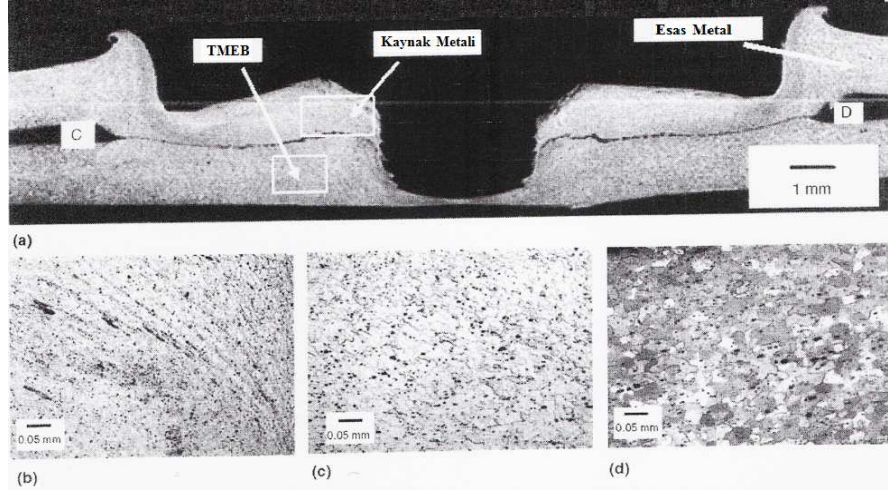 TMEB
Kaynak Metali
Esas Metal
C
D
1 mm
(a)
0.05 mm
0.05 mm
0.05 mm
(b)
(c)
(d)